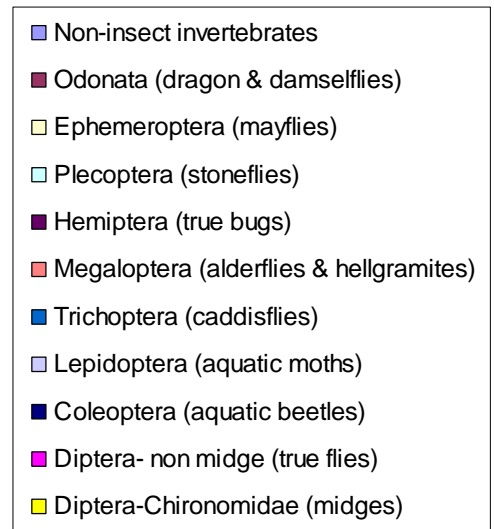 Non-insect invertebrates
Odonata (dragon & damselflies)
Ephemeroptera (mayflies)
Plecoptera (stoneflies)
Hemiptera (true bugs)
Megaloptera (alderflies & hellgramites)
Trichoptera (caddisflies)
Lepidoptera (aquatic moths)
Coleoptera (aquatic beetles)
Diptera- non midge (true flies)
Diptera-Chironomidae (midges)